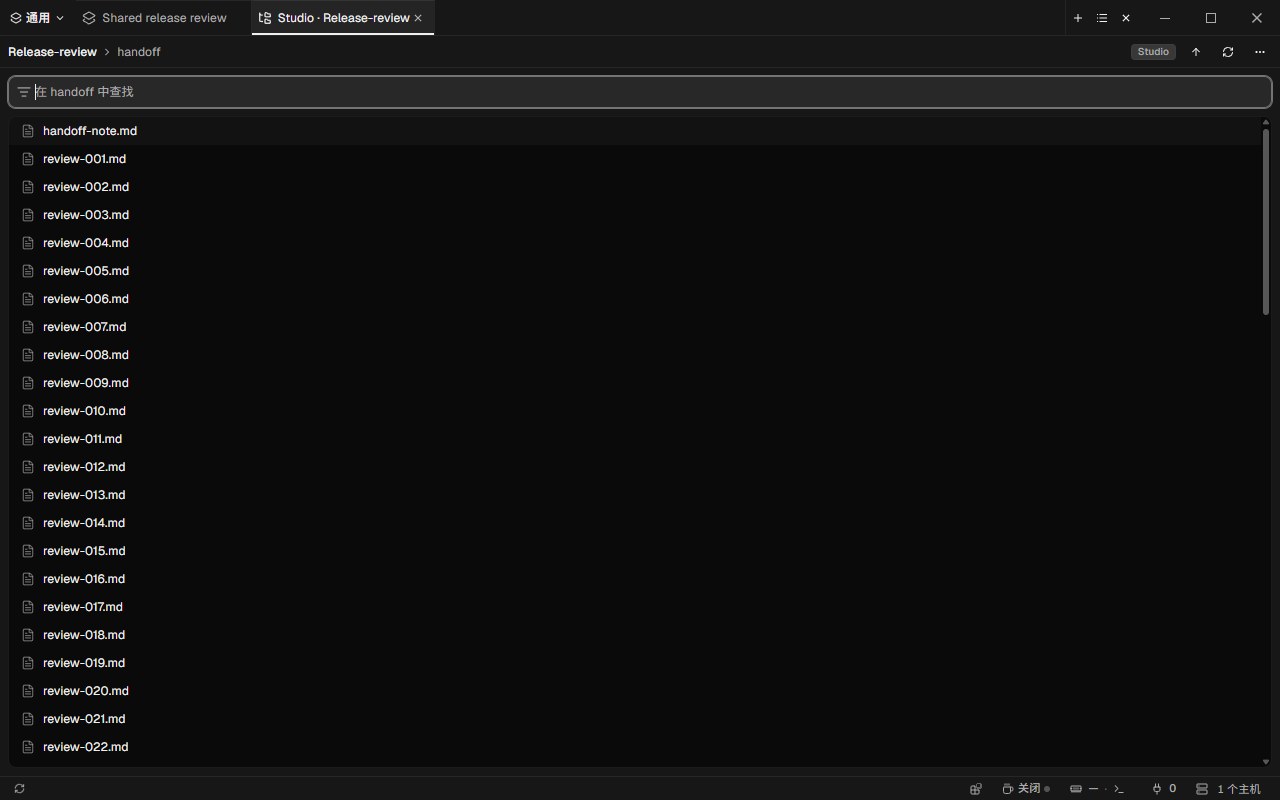 通用
Shared release review
Studio · Release-review
Release-review > handoff
Studio
在 handoff 中查找
handoff-note.md
review-001.md
review-002.md
review-003.md
review-004.md
review-005.md
review-006.md
review-007.md
review-008.md
review-009.md
review-010.md
review-011.md
review-012.md
review-013.md
review-014.md
review-015.md
review-016.md
review-017.md
review-018.md
review-019.md
review-020.md
review-021.md
review-022.md
关闭
— ·
0
1 个主机